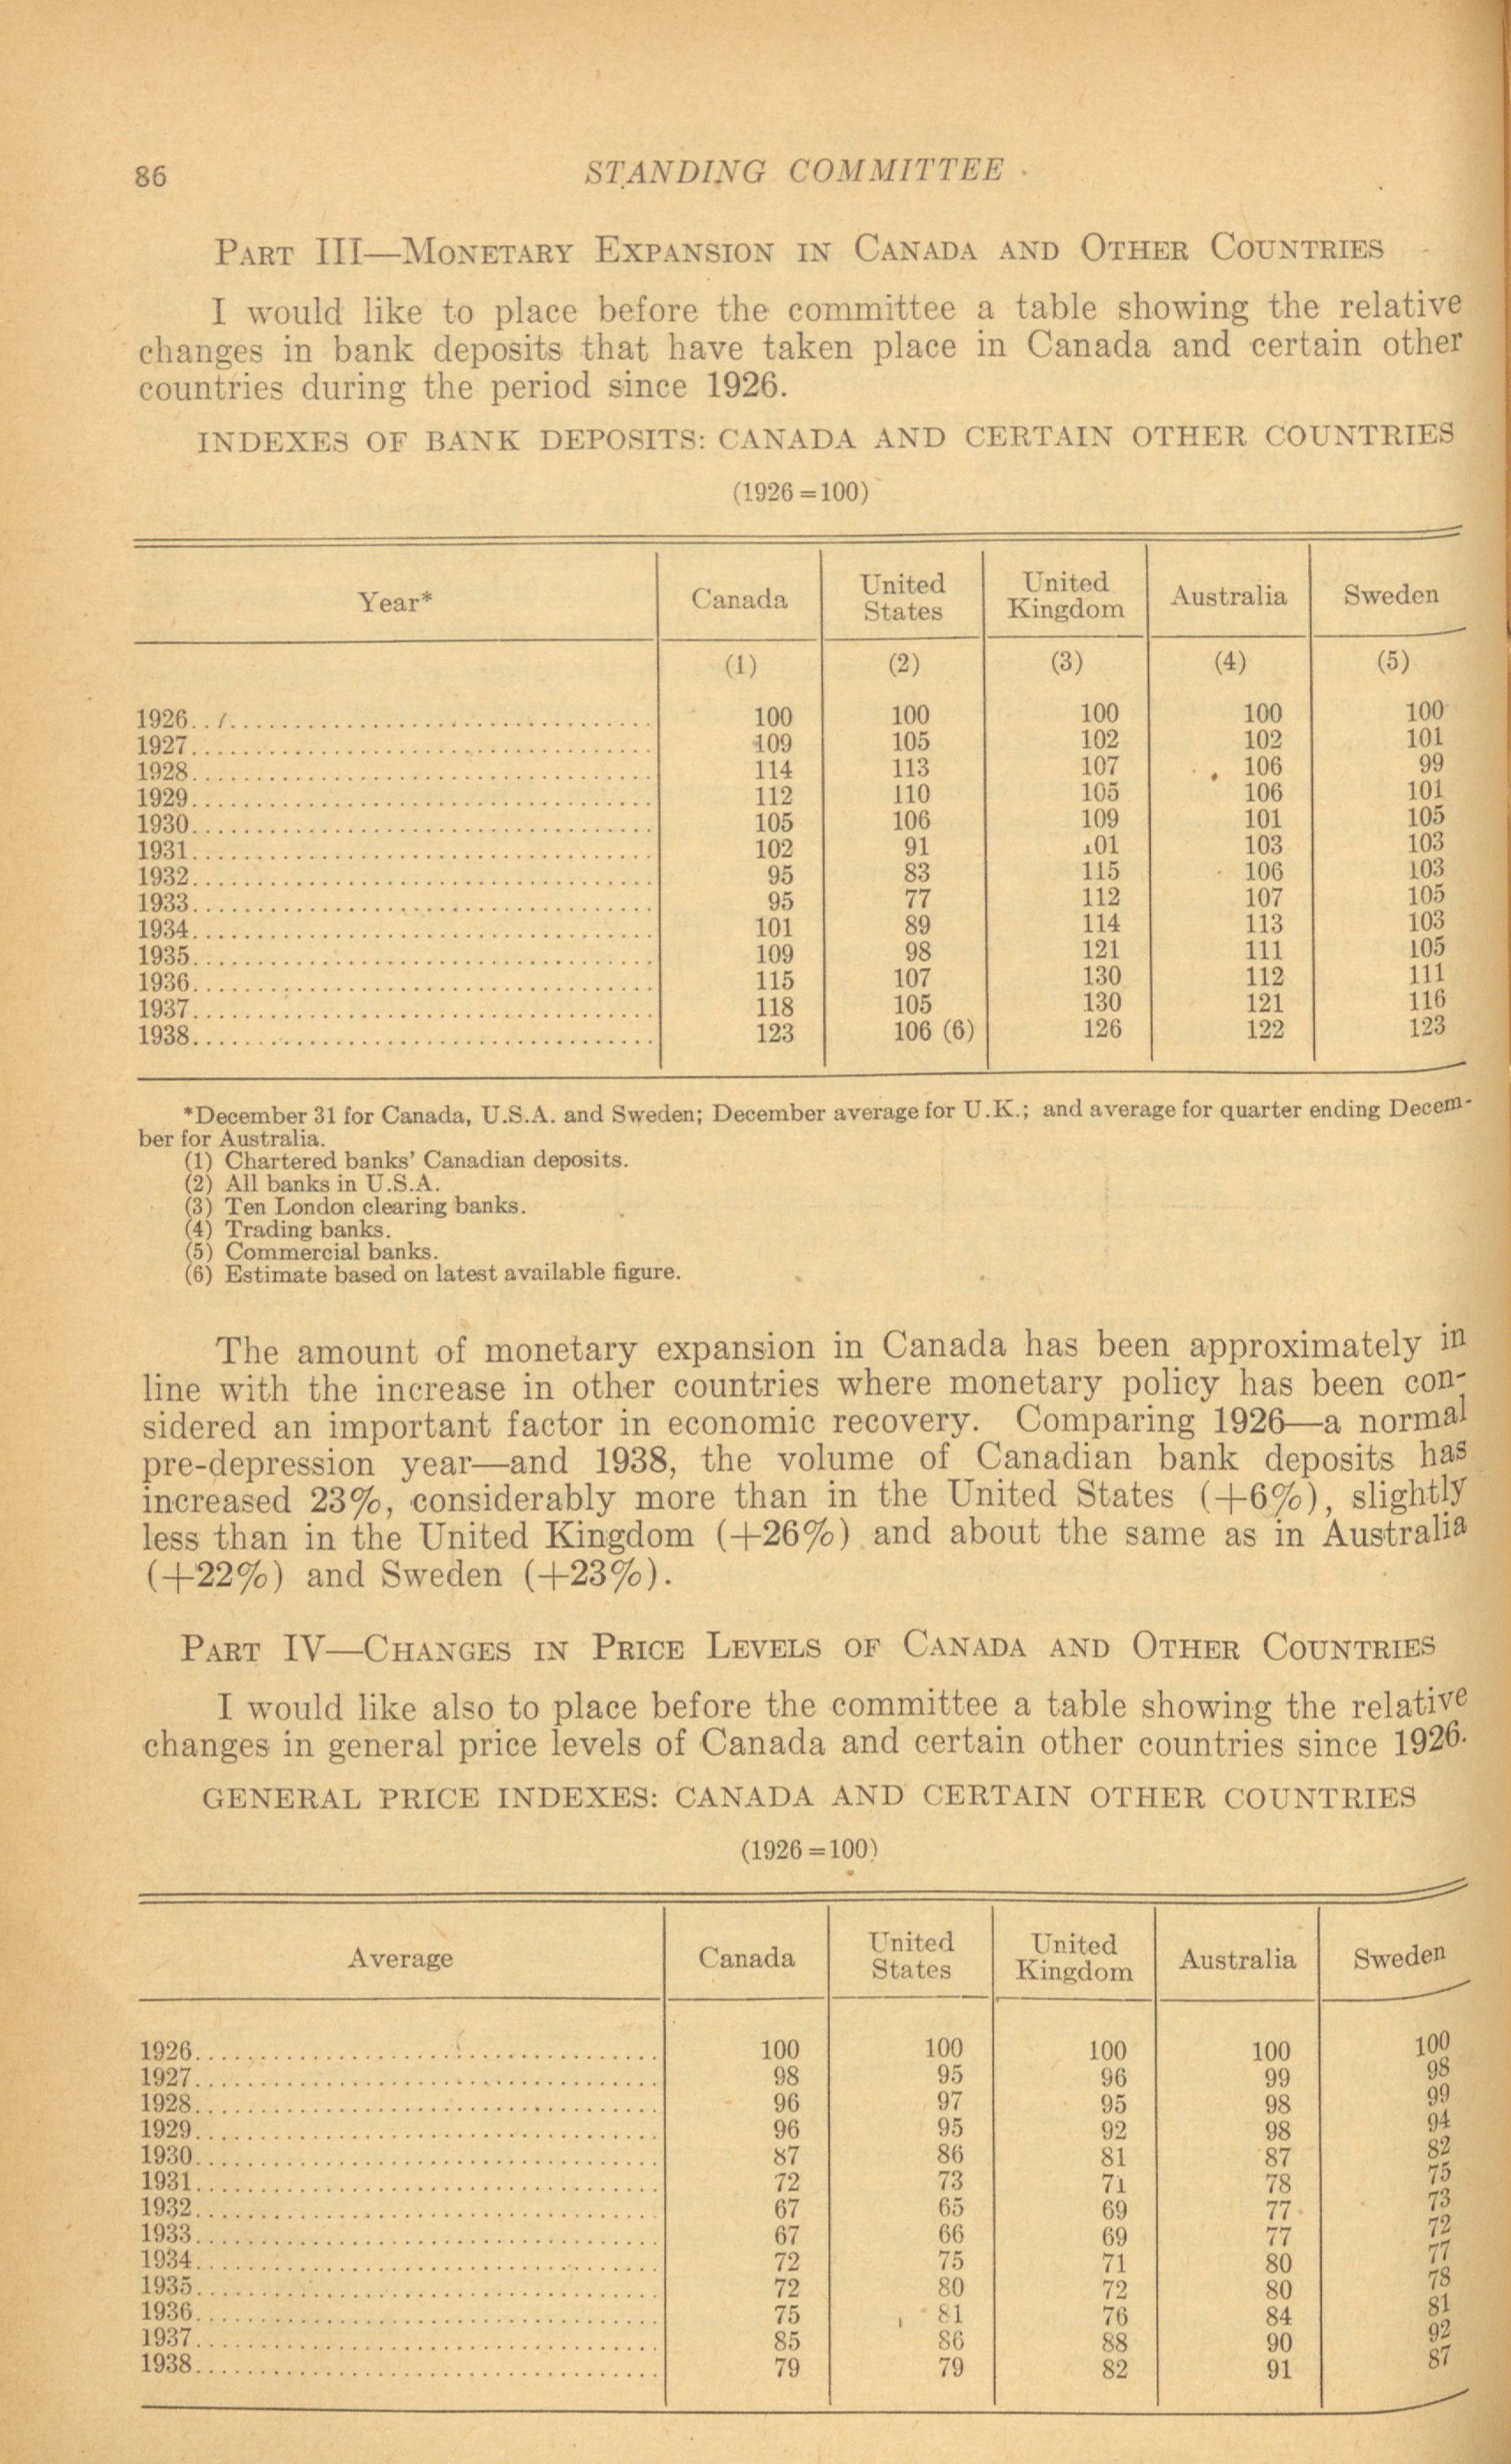 86
STANDING COMMITTEE
PART III—MONETARY EXPANSION IN CANADA AND OTHER COUNTRIES
I would like to place before the committee a table showing the relative
changes in bank deposits that have taken place in Canada and certain other
countries during the period since 1926.
INDEXES OF BANK DEPOSITS: CANADA AND CERTAIN OTHER COUNTRIES
(1926=100)
Year* Canada United States United Kingdom Australia Sweden
(1) (2) (3) (4) (5)
1926 100 100 100 100 100
1927 109 105 102 102 101
1928 114 113 107 106 99
1929 112 110 105 106 101
1930 105 106 109 101 105
1931 102 91 101 103 103
1932 95 83 115 106 103
1933 95 77 112 107 105
1934 101 89 114 113 103
1935 109 98 121 111 105
1936 115 107 130 112 111
1937 118 105 130 121 116
1938 123 106 (6) 126 122 123
*December 31 for Canada, U.S.A. and Sweden; December average for U.K.; and average for quarter ending Decem-
ber for Australia.
(1) Chartered banks' Canadian deposits.
(2) All banks in U.S.A.
(3) Ten London clearing banks.
(4) Trading banks.
(5) Commercial banks.
(6) Estimate based on latest available figure.
The amount of monetary expansion in Canada has been approximately in
line with the increase in other countries where monetary policy has been con-
sidered an important factor in economic recovery. Comparing 1926—a normal
pre-depression year—and 1938, the volume of Canadian bank deposits has
increased 23%, considerably more than in the United States (+6%), slightly
less than in the United Kingdom (+26%) and about the same as in Australia
(+22%) and Sweden (+23%).
PART IV—CHANGES IN PRICE LEVELS OF CANADA AND OTHER COUNTRIES
I would like also to place before the committee a table showing the relative
changes in general price levels of Canada and certain other countries since 1926.
GENERAL PRICE INDEXES: CANADA AND CERTAIN OTHER COUNTRIES
(1926=100)
Average Canada United States United Kingdom Australia Sweden
1926 100 100 100 100 100
1927 98 95 96 99 98
1928 96 97 95 98 99
1929 96 95 92 98 94
1930 87 86 81 87 82
1931 72 73 71 78 75
1932 67 65 69 77 73
1933 67 66 69 77 72
1934 72 75 71 80 77
1935 72 80 72 80 78
1936 75 81 76 84 81
1937 85 86 88 90 92
1938 79 79 82 91 87